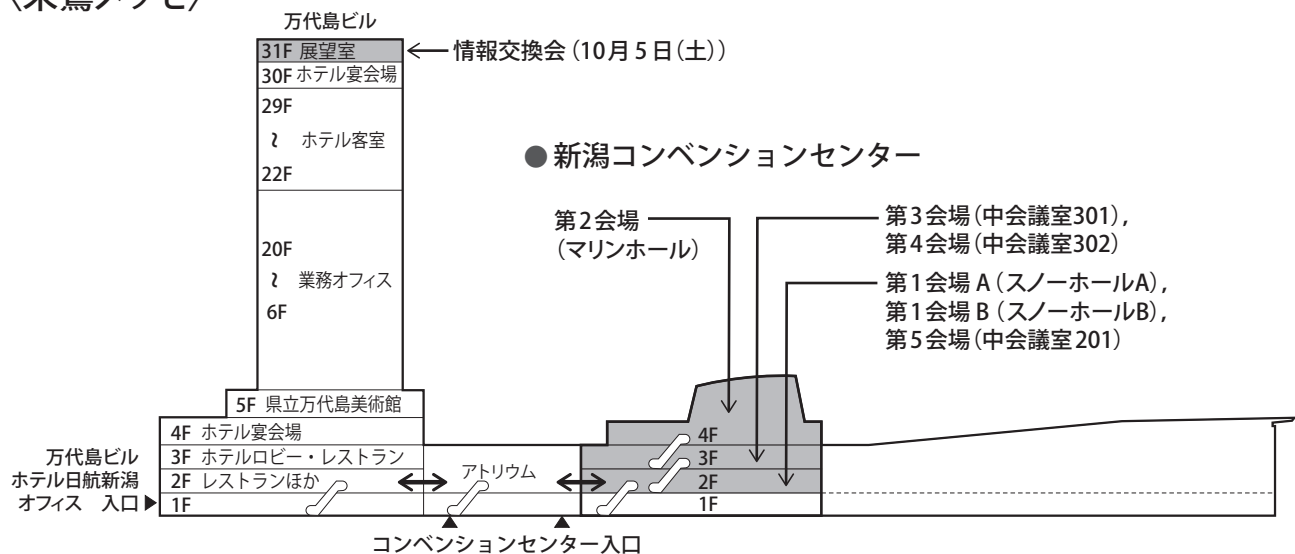 万代島ビル
31F 展望室
情報交換会(10月5日(土))
30F ホテル宴会場
29F
~ ホテル客室
22F
20F
~ 業務オフィス
6F
5F 県立万代島美術館
4F ホテル宴会場
3F ホテルロビー・レストラン
2F レストランほか
1F
万代島ビル
ホテル日航新潟
オフィス 入口▶
アトリウム
●新潟コンベンションセンター
第2会場
(マリンホール)
第3会場(中会議室301),
第4会場(中会議室302)
第1会場 A(スノーホールA),
第1会場 B(スノーホールB),
第5会場(中会議室201)
4F
3F
2F
1F
コンベンションセンター入口